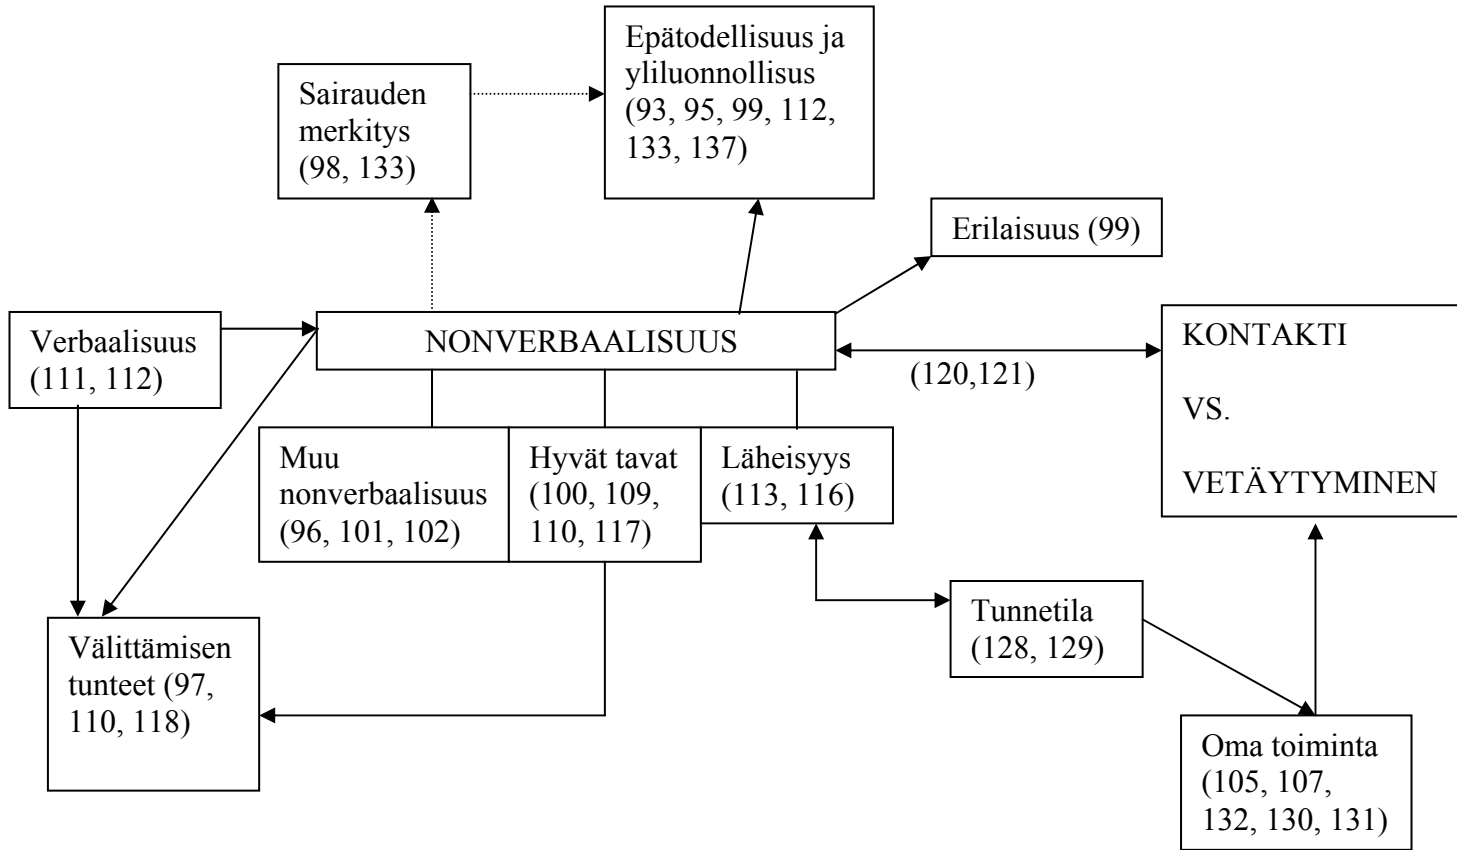 Epätodellisuus ja
yliluonnollisus
(93, 95, 99, 112,
133, 137)
Sairauden
merkitys
(98, 133)
Erilaisuus (99)
Verbaalisuus
(111, 112)
NONVERBAALISUUS
KONTAKTI
VS.
VETÄYTYMINEN
(120,121)
Muu
nonverbaalisuus
(96, 101, 102)
Hyvät tavat
(100, 109,
110, 117)
Läheisyys
(113, 116)
Tunnetila
(128, 129)
Välittämisen
tunteet (97,
110, 118)
Oma toiminta
(105, 107,
132, 130, 131)